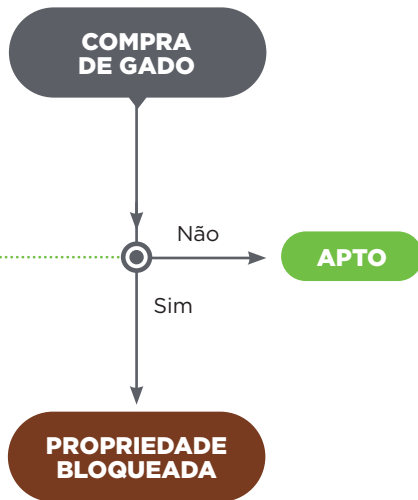 COMPRA
DE GADO
Não
APTO
Sim
PROPRIEDADE
BLOQUEADA